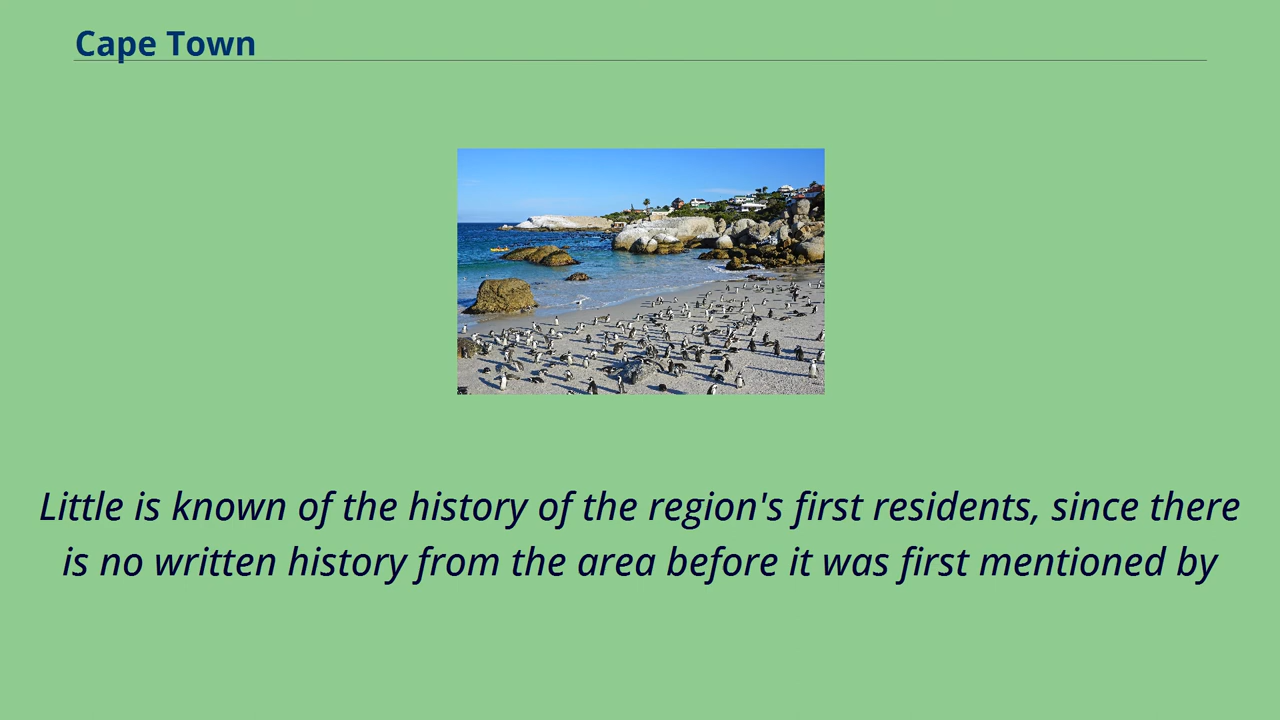 Cape Town
Little is known of the history of the region's first residents, since there
is no written history from the area before it was first mentioned by